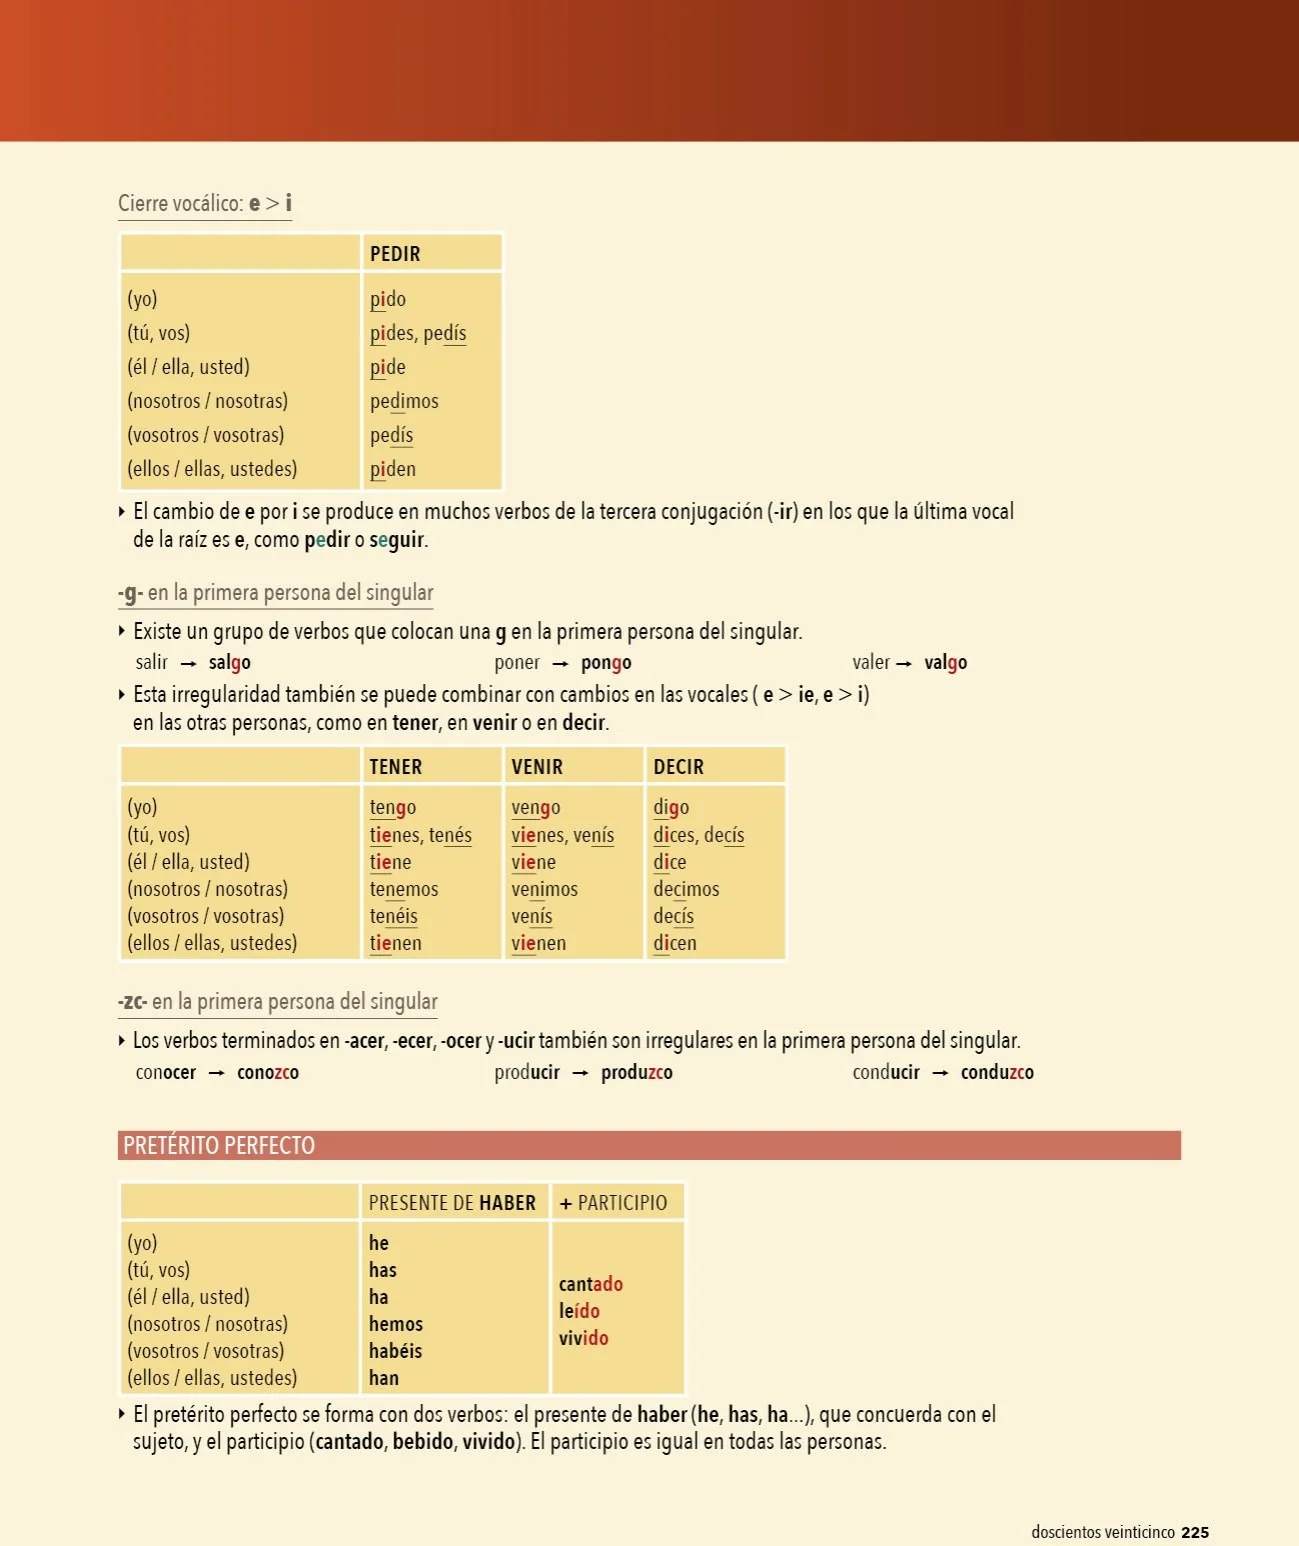 Cierre vocálico: e > i
PEDIR
(yo) pido
(tú, vos) pides, pedís
(él / ella, usted) pide
(nosotros / nosotras) pedimos
(vosotros / vosotras) pedís
(ellos / ellas, ustedes) piden
‣ El cambio de e por i se produce en muchos verbos de la tercera conjugación (-ir) en los que la última vocal
de la raíz es e, como pedir o seguir.
-g- en la primera persona del singular
‣ Existe un grupo de verbos que colocan una g en la primera persona del singular.
salir → salgo poner → pongo valer → valgo
‣ Esta irregularidad también se puede combinar con cambios en las vocales ( e > ie, e > i)
en las otras personas, como en tener, en venir o en decir.
TENER VENIR DECIR
(yo) tengo vengo digo
(tú, vos) tienes, tenés vienes, venís dices, decís
(él / ella, usted) tiene viene dice
(nosotros / nosotras) tenemos venimos decimos
(vosotros / vosotras) tenéis venís decís
(ellos / ellas, ustedes) tienen vienen dicen
-zc- en la primera persona del singular
‣ Los verbos terminados en -acer, -ecer, -ocer y -ucir también son irregulares en la primera persona del singular.
conocer → conozco producir → produzco conducir → conduzco
PRETÉRITO PERFECTO
PRESENTE DE HABER + PARTICIPIO
(yo) he
(tú, vos) has
(él / ella, usted) ha
(nosotros / nosotras) hemos
(vosotros / vosotras) habéis
(ellos / ellas, ustedes) han
cantado
leído
vivido
‣ El pretérito perfecto se forma con dos verbos: el presente de haber (he, has, ha...), que concuerda con el
sujeto, y el participio (cantado, bebido, vivido). El participio es igual en todas las personas.
doscientos veinticinco 225